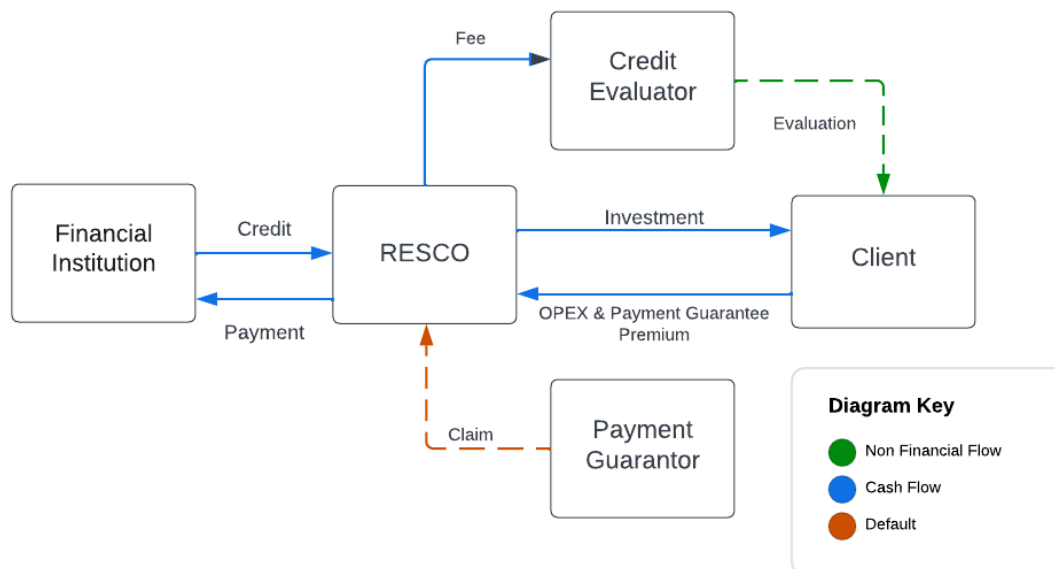 Fee
Credit
Evaluator
Evaluation
Financial
Institution
Credit
RESCO
Investment
Client
Payment
OPEX & Payment Guarantee
Premium
Claim
Payment
Guarantor
Diagram Key
Non Financial Flow
Cash Flow
Default